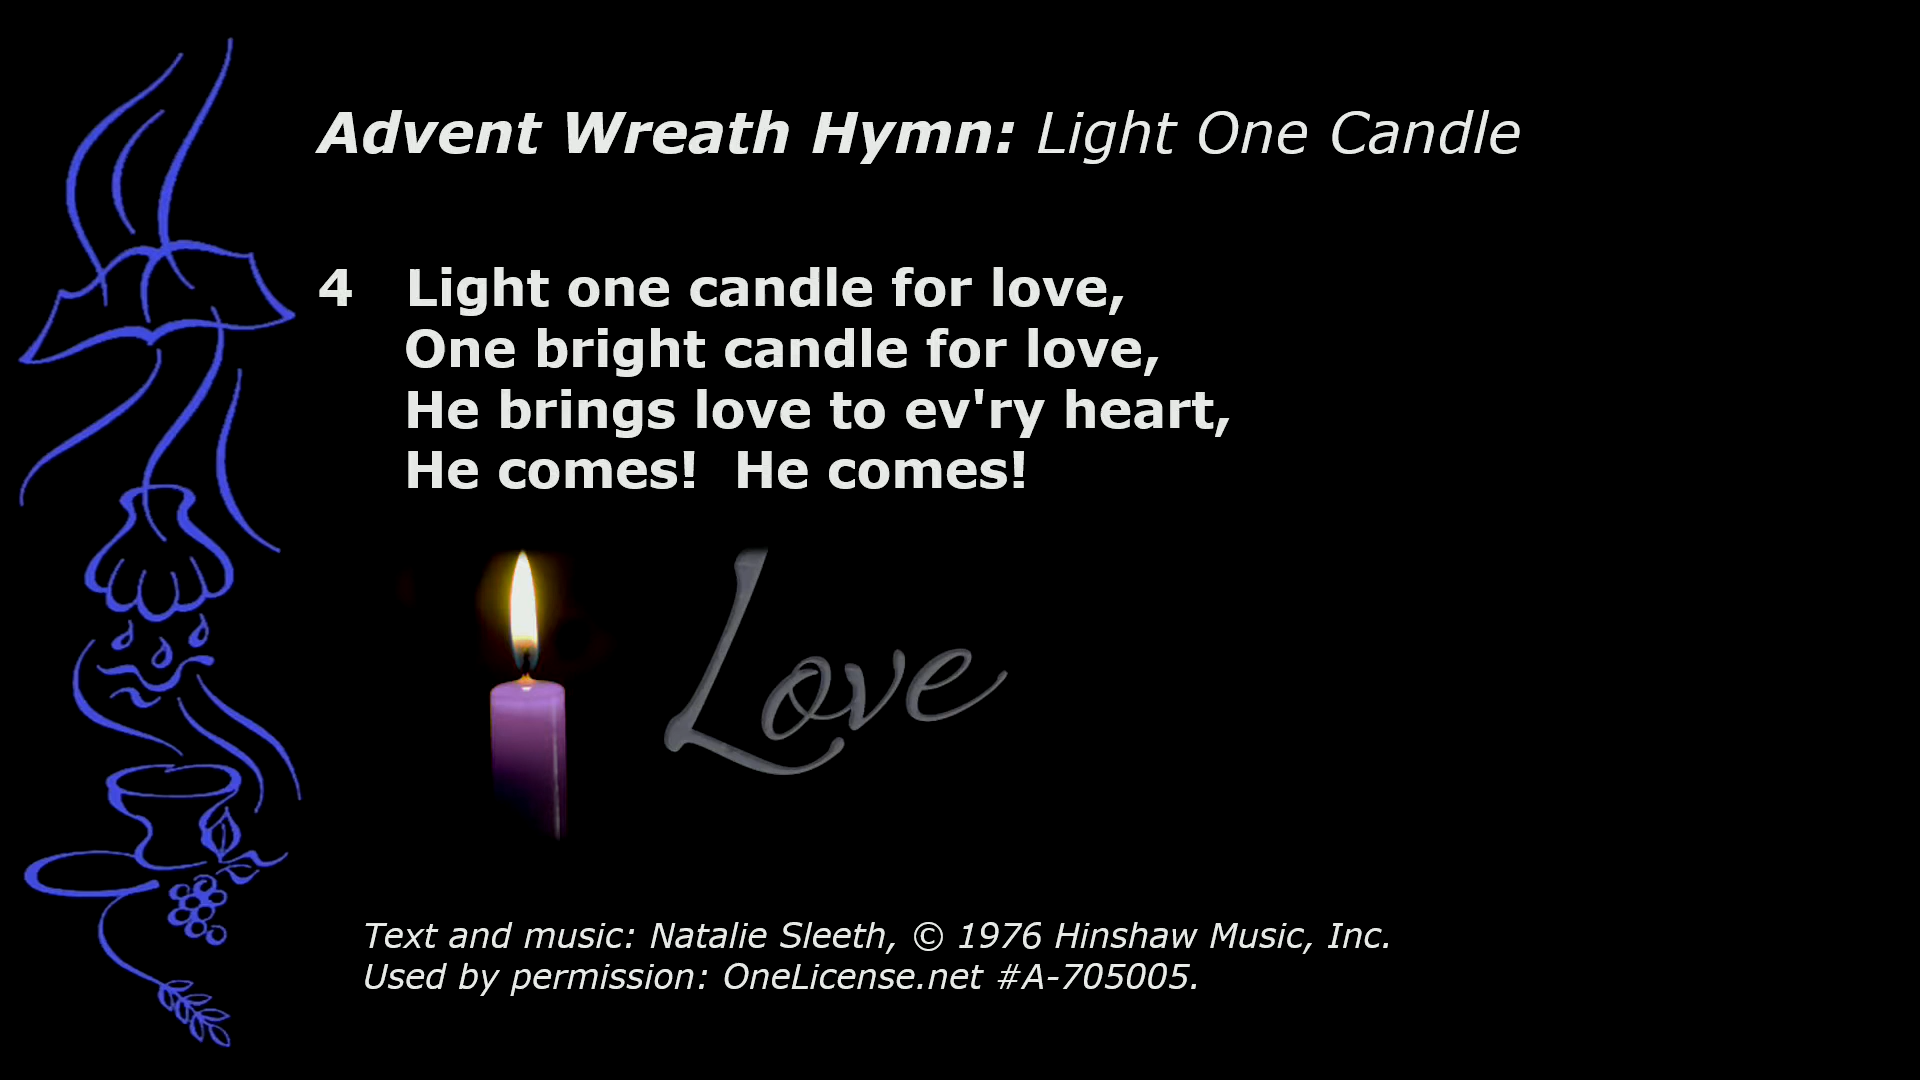 Advent Wreath Hymn: Light One Candle
4 Light one candle for love,
One bright candle for love,
He brings love to ev'ry heart,
He comes! He comes!
Love
Text and music: Natalie Sleeth, © 1976 Hinshaw Music, Inc.
Used by permission: OneLicense.net #A-705005.